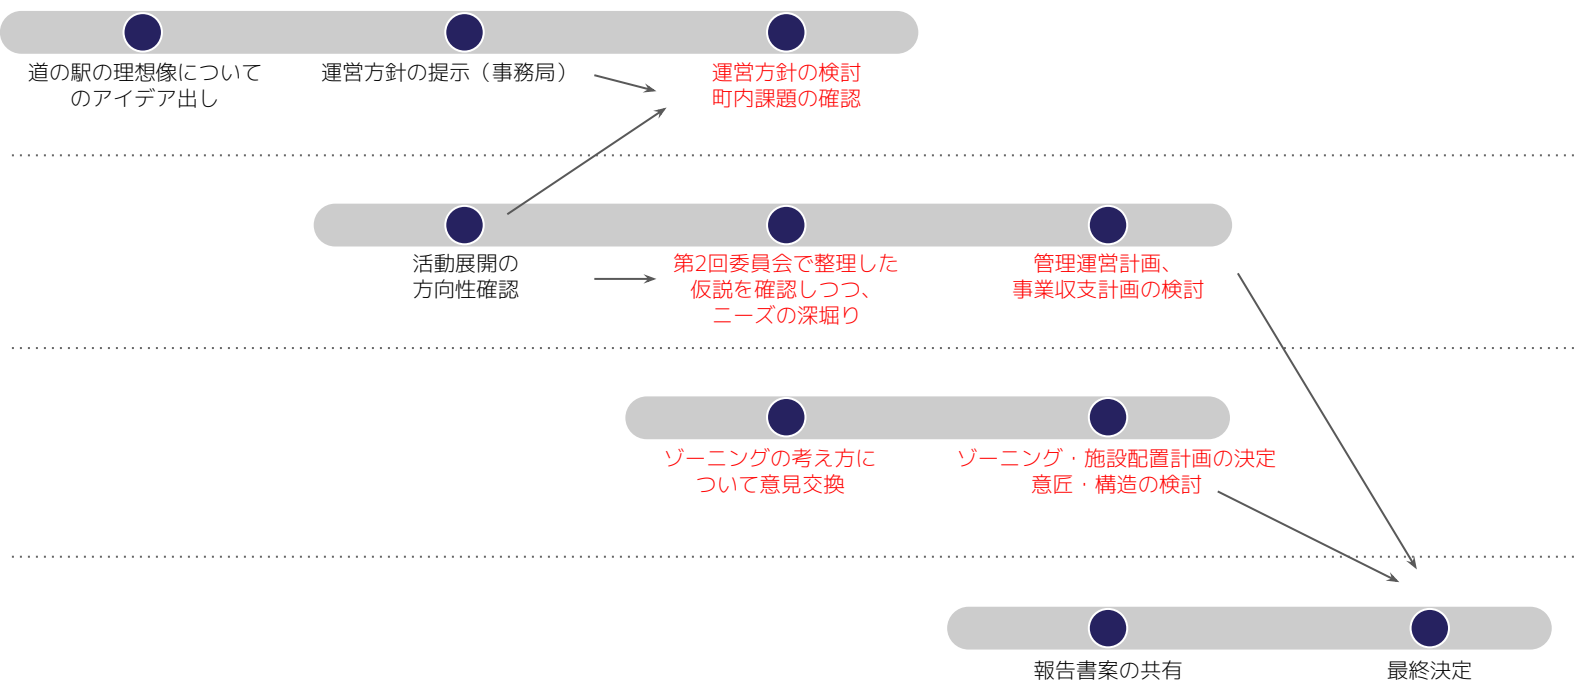 道の駅の理想像について
のアイデア出し
運営方針の提示（事務局）
運営方針の検討
町内課題の確認
活動展開の
方向性確認
第2回委員会で整理した
仮説を確認しつつ、
ニーズの深堀り
管理運営計画、
事業収支計画の検討
ゾーニングの考え方に
ついて意見交換
ゾーニング・施設配置計画の決定
意匠・構造の検討
報告書案の共有
最終決定